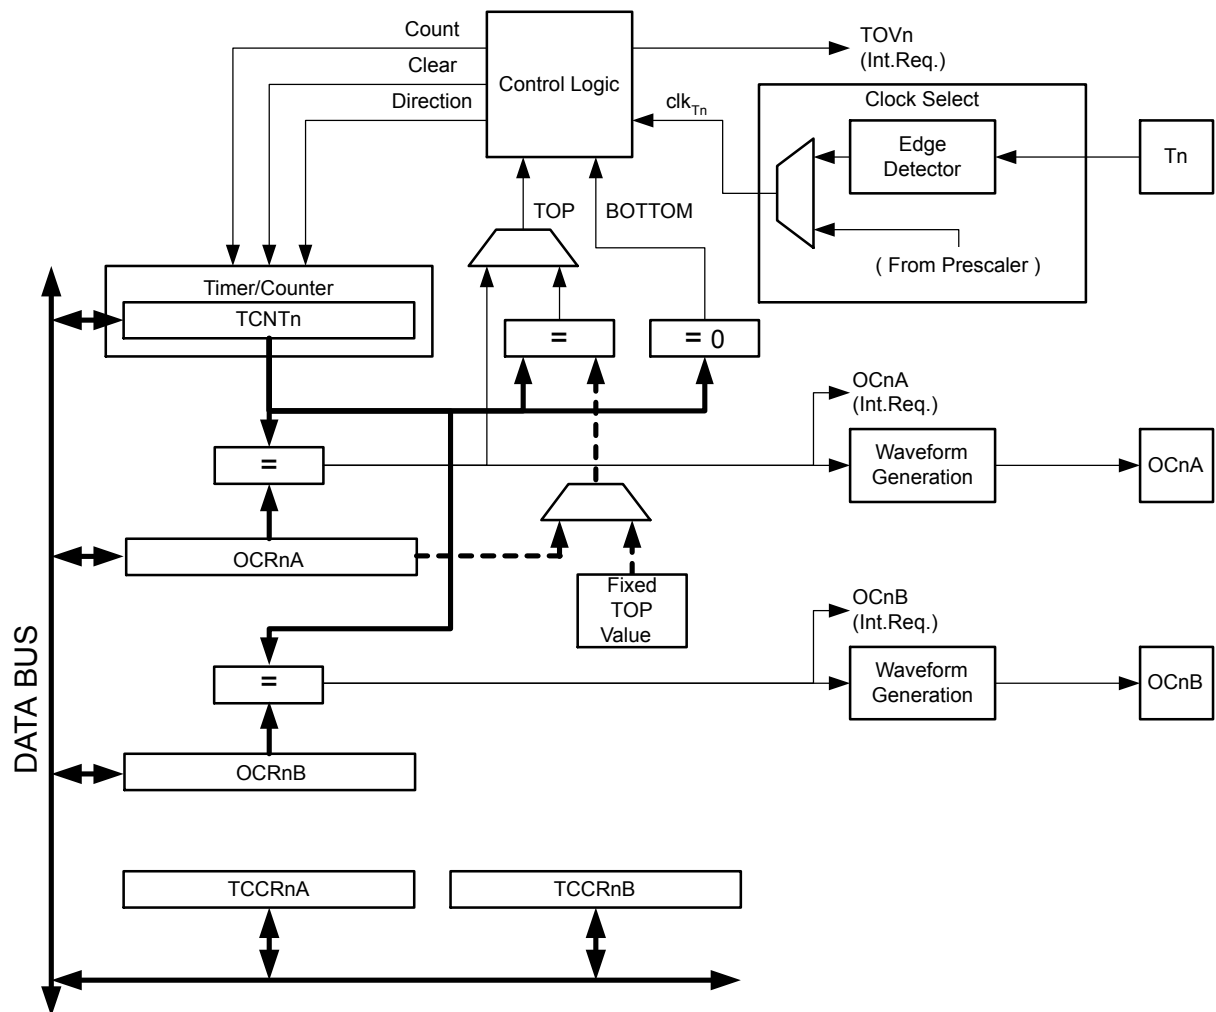 Count
Clear
Direction
Control Logic
TOVn
(Int.Req.)
clkTn
Clock Select
Edge
Detector
Tn
( From Prescaler )
TOP
BOTTOM
Timer/Counter
TCNTn
=
= 0
OCnA
(Int.Req.)
=
Waveform
Generation
OCnA
OCRnA
Fixed
TOP
Value
OCnB
(Int.Req.)
=
Waveform
Generation
OCnB
OCRnB
DATA BUS
TCCRnA
TCCRnB